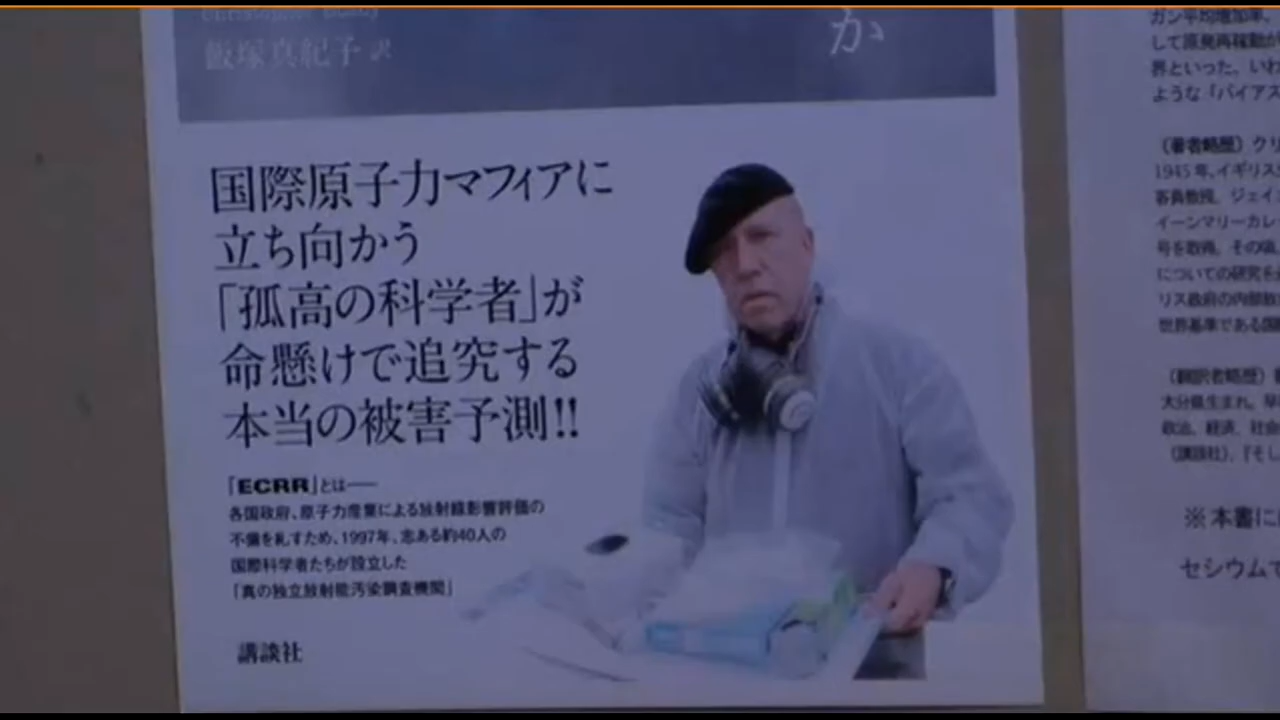 飯塚真紀子 訳
か
国際原子力マフィアに
立ち向かう
「孤高の科学者」が
命懸けで追究する
本当の被害予測!!
「ECRR」とは──
各国政府、原子力産業による放射線影響評価の
不備を糺すため、1997年、志ある約40人の
国際科学者たちが設立した
「真の独立放射能汚染調査機関」
講談社
ガン平均増加率。
して原発再稼動が
界といった、いわ
ような「バイアス
〈著者略歴〉クリ
1945年、イギリス
客員教授。ジェイ
イーンマリーカレ
号を取得。その後
についての研究を
リス政府の内部放
世界基準である国
〈翻訳者略歴〉
大分県生まれ。早
政治、経済、社会
（講談社）、『そし
※本書に
セシウムで